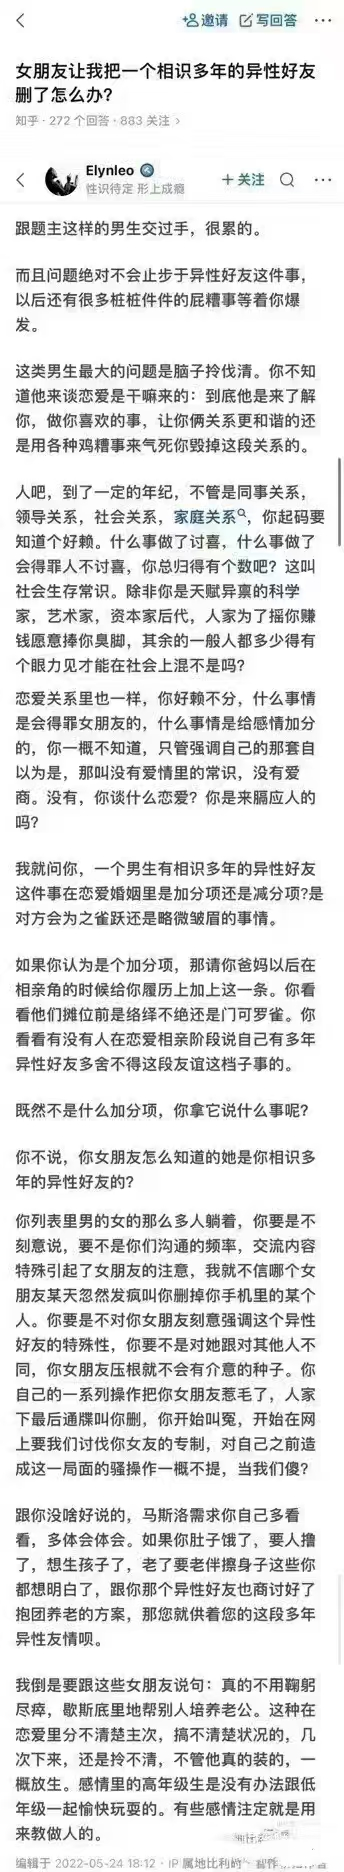 邀请 写回答
女朋友让我把一个相识多年的异性好友
删了怎么办？
知乎 · 272 个回答 · 883 关注 >
Elynleo
性识待定 形上成瘾
+ 关注
跟题主这样的男生交过手，很累的。
而且问题绝对不会止步于异性好友这件事，
以后还有很多桩桩件件的屁糟事等着你爆
发。
这类男生最大的问题是脑子拎伐清。你不知
道他来谈恋爱是干嘛来的：到底他是来了解
你，做你喜欢的事，让你俩关系更和谐的还
是用各种鸡糟事来气死你毁掉这段关系的。
人吧，到了一定的年纪，不管是同事关系，
领导关系，社会关系，家庭关系，你起码要
知道个好赖。什么事做了讨喜，什么事做了
会得罪人不讨喜，你总归得有个数吧？这叫
社会生存常识。除非你是天赋异禀的科学
家，艺术家，资本家后代，人家为了摇你赚
钱愿意捧你臭脚，其余的一般人都多少得有
个眼力见才能在社会上混不是吗？
恋爱关系里也一样，你好赖不分，什么事情
是会得罪女朋友的，什么事情是给感情加分
的，你一概不知道，只管强调自己的那套自
以为是，那叫没有爱情里的常识，没有爱
商。没有，你谈什么恋爱？你是来膈应人的
吗？
我就问你，一个男生有相识多年的异性好友
这件事在恋爱婚姻里是加分项还是减分项?是
对方会为之雀跃还是略微皱眉的事情。
如果你认为是个加分项，那请你爸妈以后在
相亲角的时候给你履历上加上这一条。你看
看他们摊位前是络绎不绝还是门可罗雀。你
看看有没有人在恋爱相亲阶段说自己有多年
异性好友多舍不得这段友谊这档子事的。
既然不是什么加分项，你拿它说什么事呢？
你不说，你女朋友怎么知道的她是你相识多
年的异性好友的？
你列表里男的女的那么多人躺着，你要是不
刻意说，要不是你们沟通的频率，交流内容
特殊引起了女朋友的注意，我就不信哪个女
朋友某天忽然发疯叫你删掉你手机里的某个
人。你要是不对你女朋友刻意强调这个异性
好友的特殊性，你要不是对她跟对其他人不
同，你女朋友压根就不会有介意的种子。你
自己的一系列操作把你女朋友惹毛了，人家
下最后通牒叫你删，你开始叫冤，开始在网
上要我们讨伐你女友的专制，对自己之前造
成这一局面的骚操作一概不提，当我们傻？
跟你没啥好说的，马斯洛需求你自己多看
看，多体会体会。如果你肚子饿了，要人撸
了，想生孩子了，老了要老伴擦身子这些你
都想明白了，跟你那个异性好友也商讨好了
抱团养老的方案，那您就供着您的这段多年
异性友情呗。
我倒是要跟这些女朋友说句：真的不用鞠躬
尽瘁，歇斯底里地帮别人培养老公。这种在
恋爱里分不清楚主次，搞不清楚状况的，几
次下来，还是拎不清，不管他真的装的，一
概放生。感情里的高年级生是没有办法跟低
年级一起愉快玩耍的。有些感情注定就是用
来教做人的。
编辑于 2022-05-24 18:12 · IP 属地比利时